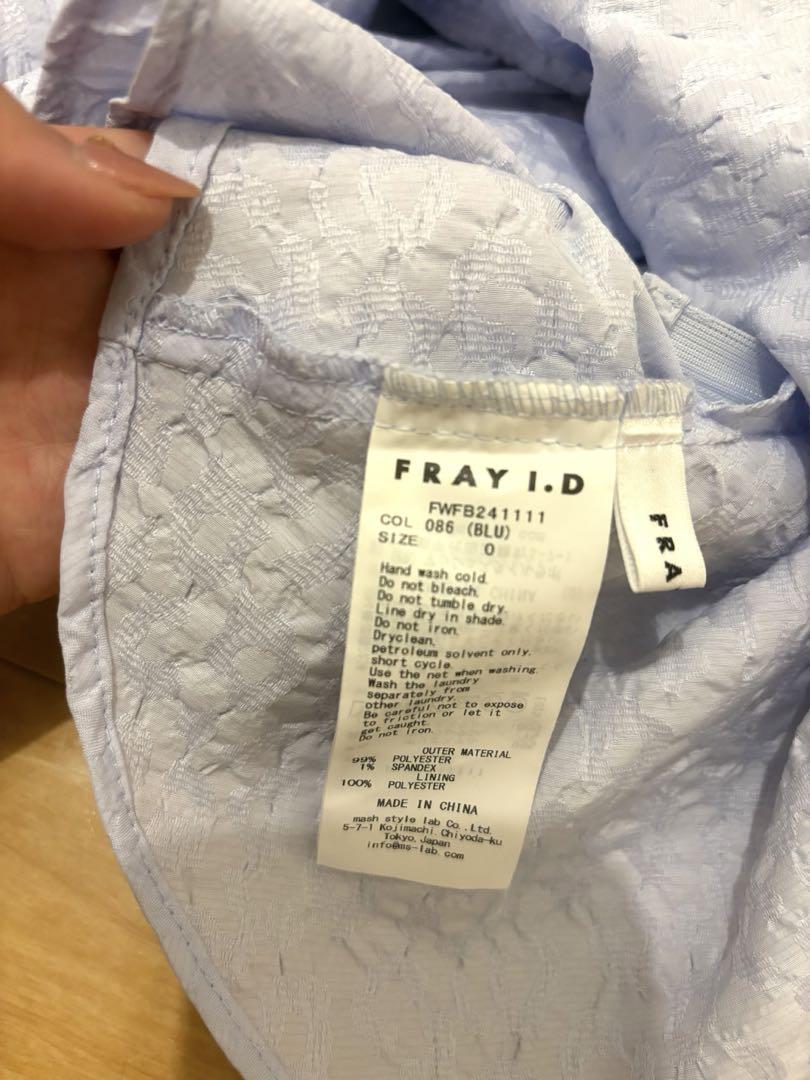 FRAY I.D
FWFB241111
COL 086 (BLU)
SIZE 0
Hand wash cold.
Do not bleach.
Do not tumble dry.
Line dry in shade.
Do not iron.
Dryclean.
petroleum solvent only.
short cycle.
Use the net when washing.
Wash the laundry
separately from
other laundry.
Be careful not to expose
to friction or let it
get caught.
Do not iron.
OUTER MATERIAL
99% POLYESTER
1% SPANDEX
LINING
100% POLYESTER
MADE IN CHINA
mash style lab Co.,Ltd.
5-7-1 Kojimachi, Chiyoda-ku
Tokyo, Japan
info@ms-lab.com
FRA